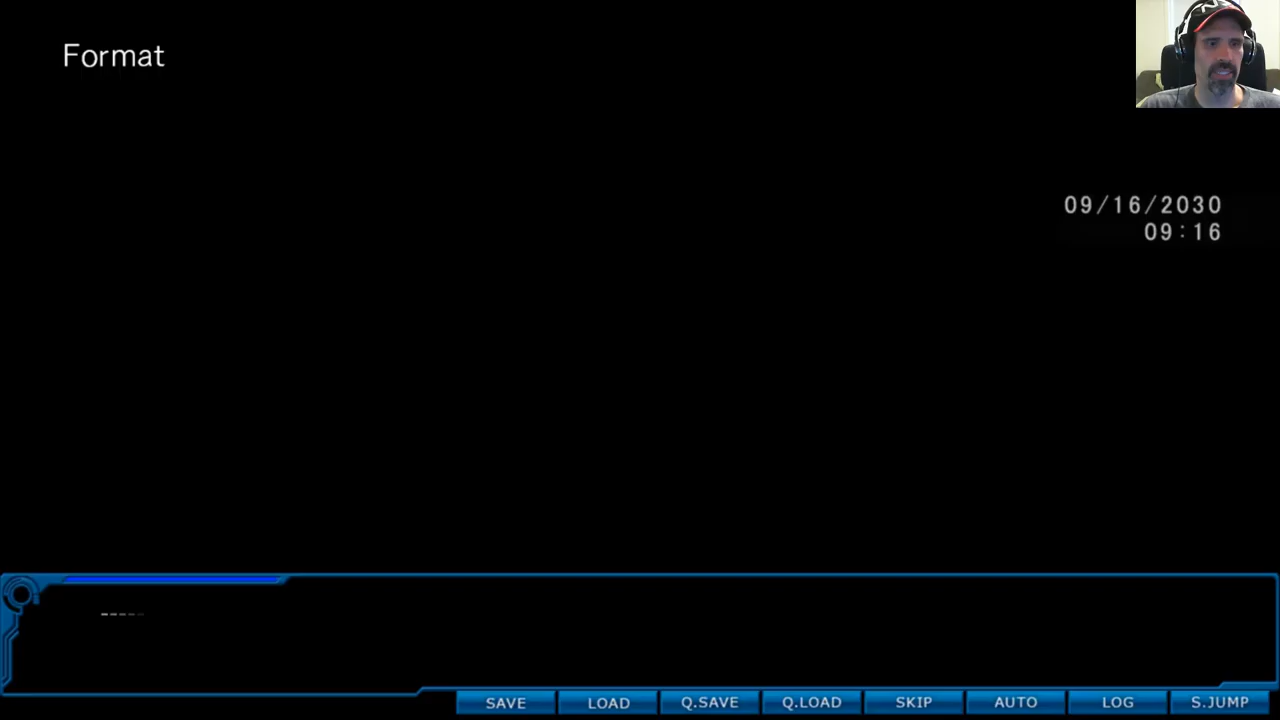 Format
09/16/2030
09:16
-----
SAVE
LOAD
Q.SAVE
Q.LOAD
SKIP
AUTO
LOG
S.JUMP